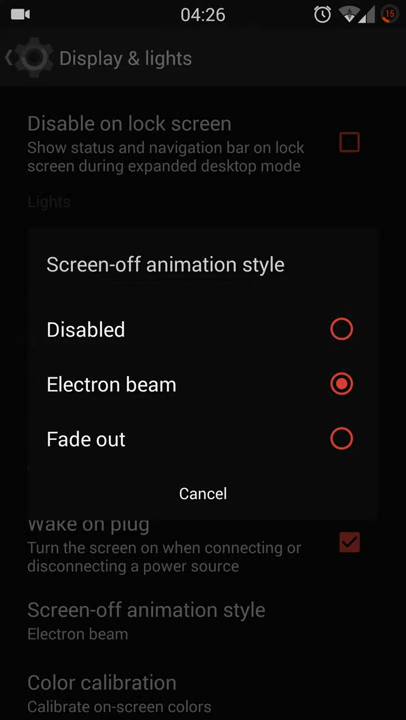 04:26
15
Display & lights
Disable on lock screen
Show status and navigation bar on lock
screen during expanded desktop mode
Lights
Screen-off animation style
Disabled
Electron beam
Fade out
Cancel
Wake on plug
Turn the screen on when connecting or
disconnecting a power source
Screen-off animation style
Electron beam
Color calibration
Calibrate on-screen colors